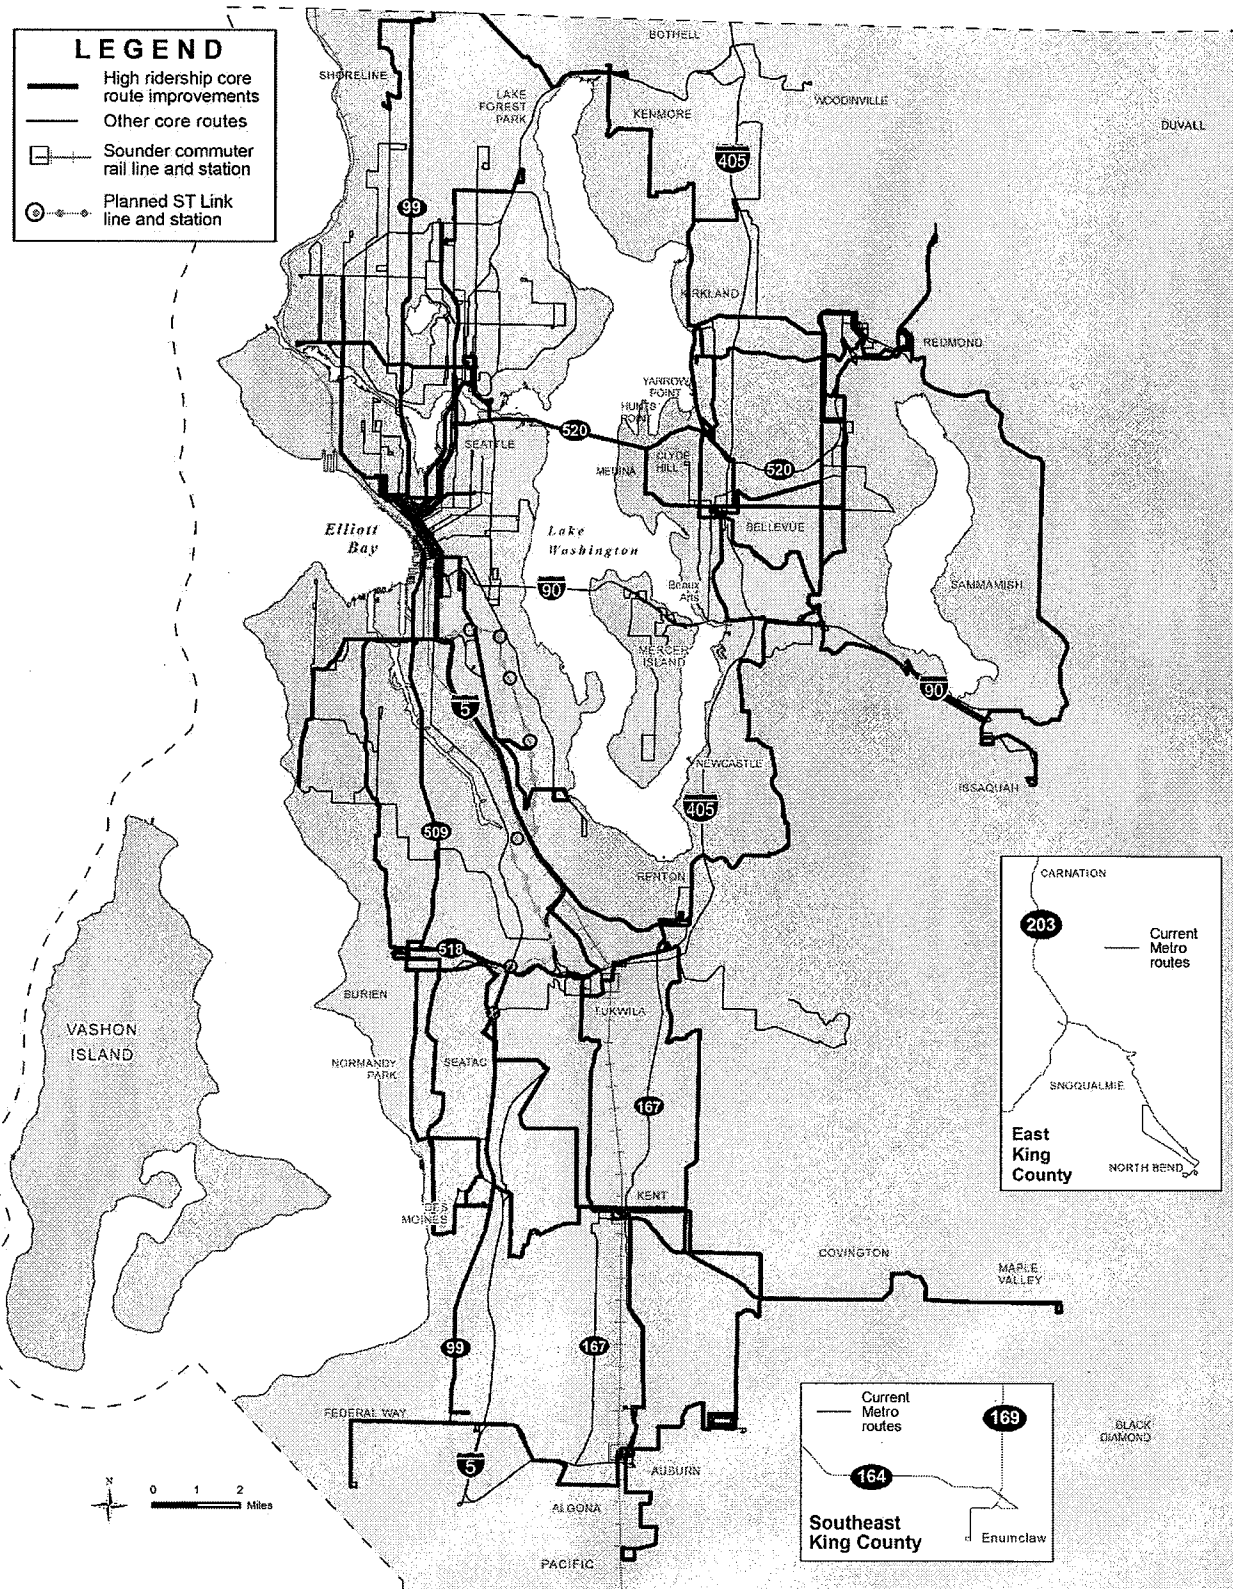 LEGEND
High ridership core
route improvements
Other core routes
Sounder commuter
rail line and station
Planned ST Link
line and station
BOTHELL
SHORELINE
LAKE
FOREST
PARK
KENMORE
WOODINVILLE
DUVALL
405
99
KIRKLAND
REDMOND
YARROW
POINT
HUNTS
POINT
520
SEATTLE
MEDINA
CLYDE
HILL
520
BELLEVUE
Elliott
Bay
Lake
Washington
90
Beaux
Arts
SAMMAMISH
MERCER
ISLAND
90
5
NEWCASTLE
ISSAQUAH
405
509
RENTON
CARNATION
203
Current
Metro
routes
518
BURIEN
TUKWILA
VASHON
ISLAND
NORMANDY
PARK
SEATAC
SNOQUALMIE
167
East
King
County
NORTH BEND
KENT
DES
MOINES
COVINGTON
MAPLE
VALLEY
99
167
FEDERAL WAY
Current
Metro
routes
169
BLACK
DIAMOND
5
AUBURN
164
N
0 1 2
Miles
ALGONA
Southeast
King County
Enumclaw
PACIFIC